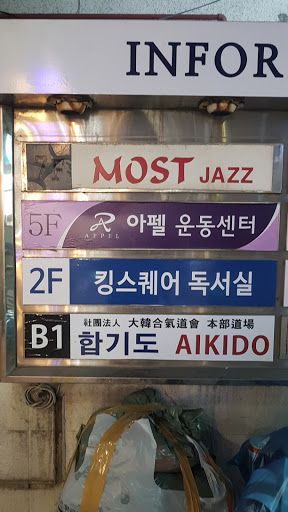 INFOR
MOST JAZZ
5F APPEL 아펠 운동센터
2F 킹스퀘어 독서실
社團法人 大韓合氣道會 本部道場
B1 합기도 AIKIDO